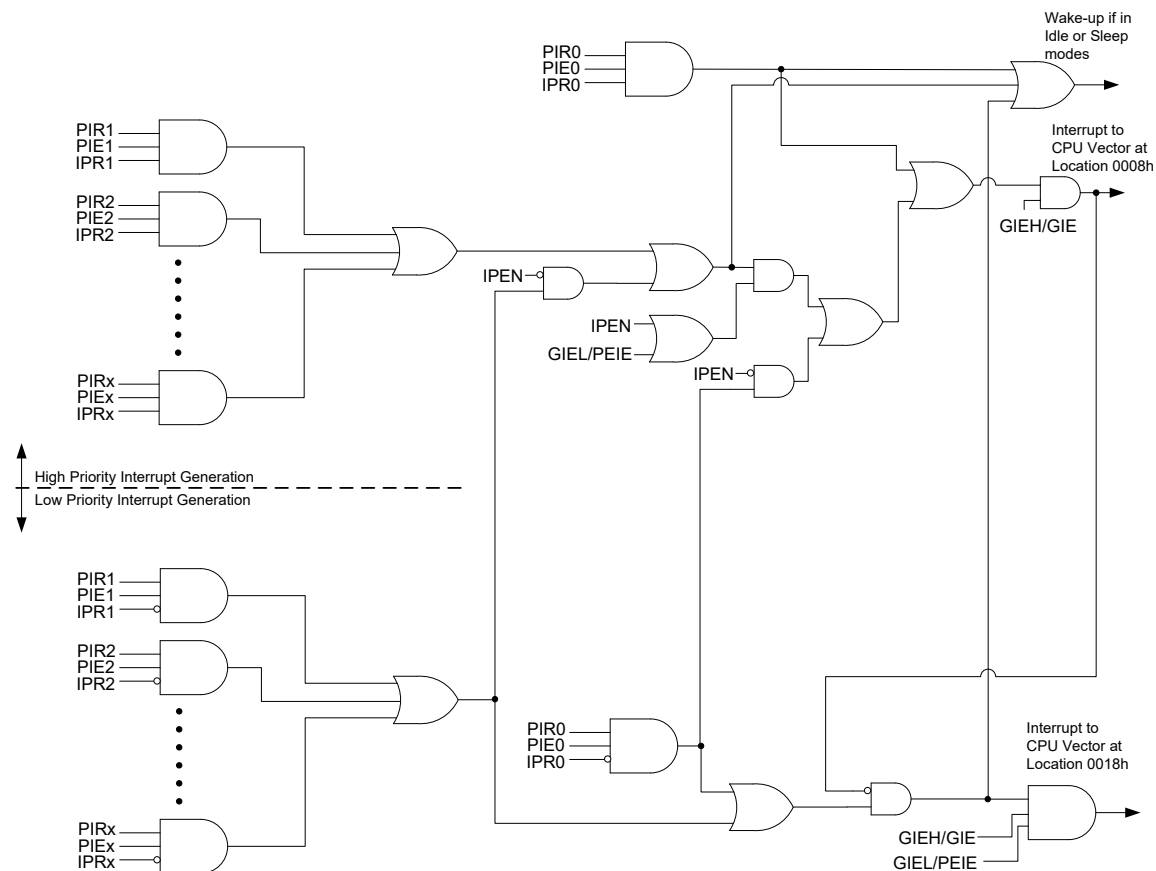 Wake-up if in
Idle or Sleep
modes
PIR0
PIE0
IPR0
PIR1
PIE1
IPR1
Interrupt to
CPU Vector at
Location 0008h
PIR2
PIE2
IPR2
GIEH/GIE
IPEN
IPEN
GIEL/PEIE
IPEN
PIRx
PIEx
IPRx
High Priority Interrupt Generation
Low Priority Interrupt Generation
PIR1
PIE1
IPR1
PIR2
PIE2
IPR2
PIR0
PIE0
IPR0
Interrupt to
CPU Vector at
Location 0018h
PIRx
PIEx
IPRx
GIEH/GIE
GIEL/PEIE